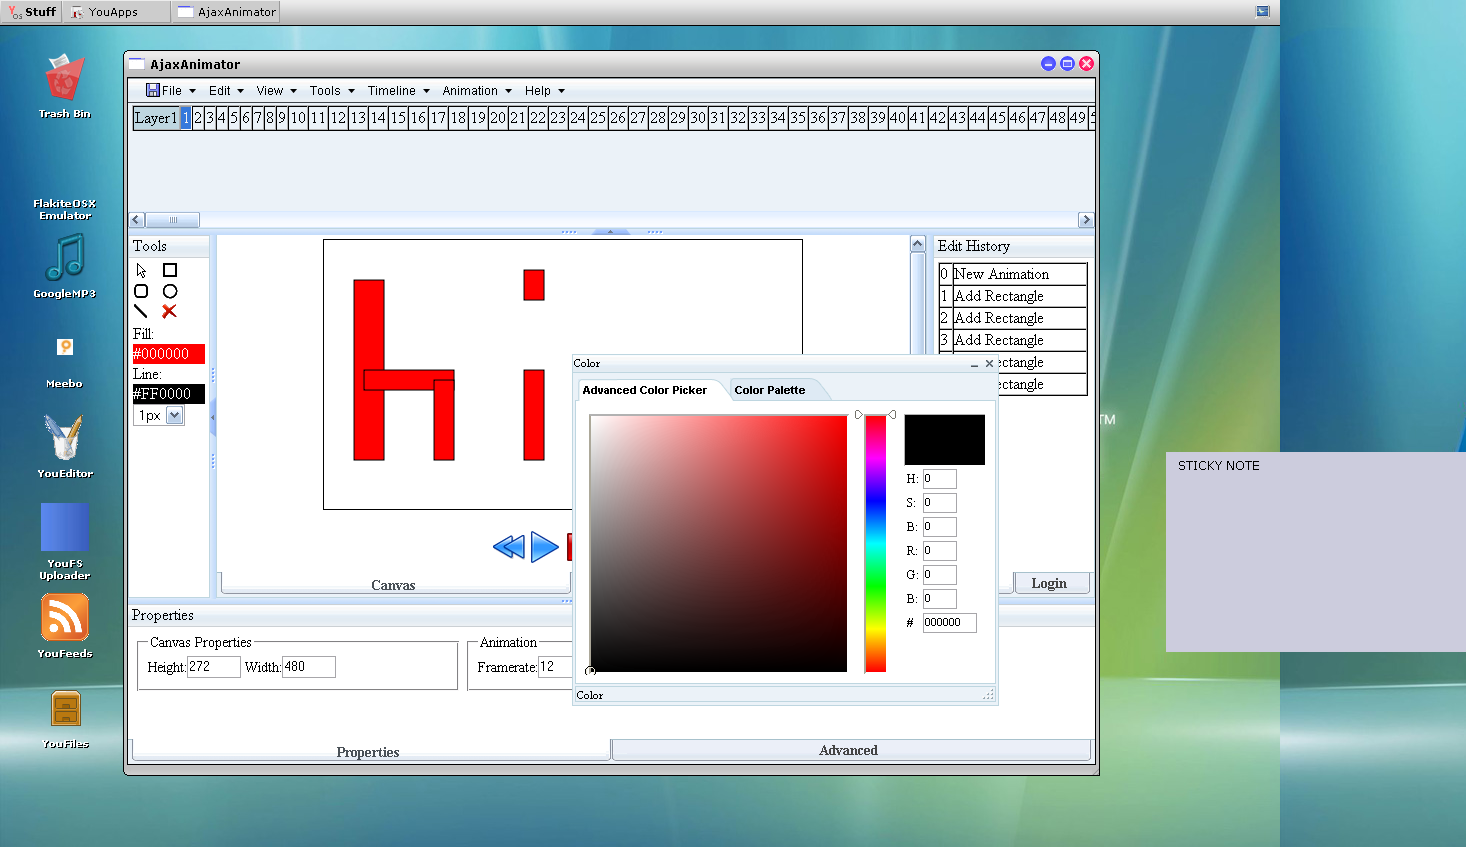 YOS Stuff
YouApps
AjaxAnimator
Trash Bin
FlakiteOSX
Emulator
GoogleMP3
Meebo
YouEditor
YouFS
Uploader
YouFeeds
YouFiles
AjaxAnimator
File Edit View Tools Timeline Animation Help
Layer1 1 2 3 4 5 6 7 8 9 10 11 12 13 14 15 16 17 18 19 20 21 22 23 24 25 26 27 28 29 30 31 32 33 34 35 36 37 38 39 40 41 42 43 44 45 46 47 48 49 5
Tools
Fill:
#000000
Line:
#FF0000
1px
hi
Canvas
Edit History
0 New Animation
1 Add Rectangle
2 Add Rectangle
3 Add Rectangle
ectangle
ectangle
Login
Color
Advanced Color Picker
Color Palette
H: 0
S: 0
B: 0
R: 0
G: 0
B: 0
# 000000
Color
Properties
Canvas Properties
Height: 272 Width: 480
Animation
Framerate: 12
Properties
Advanced
TM
STICKY NOTE